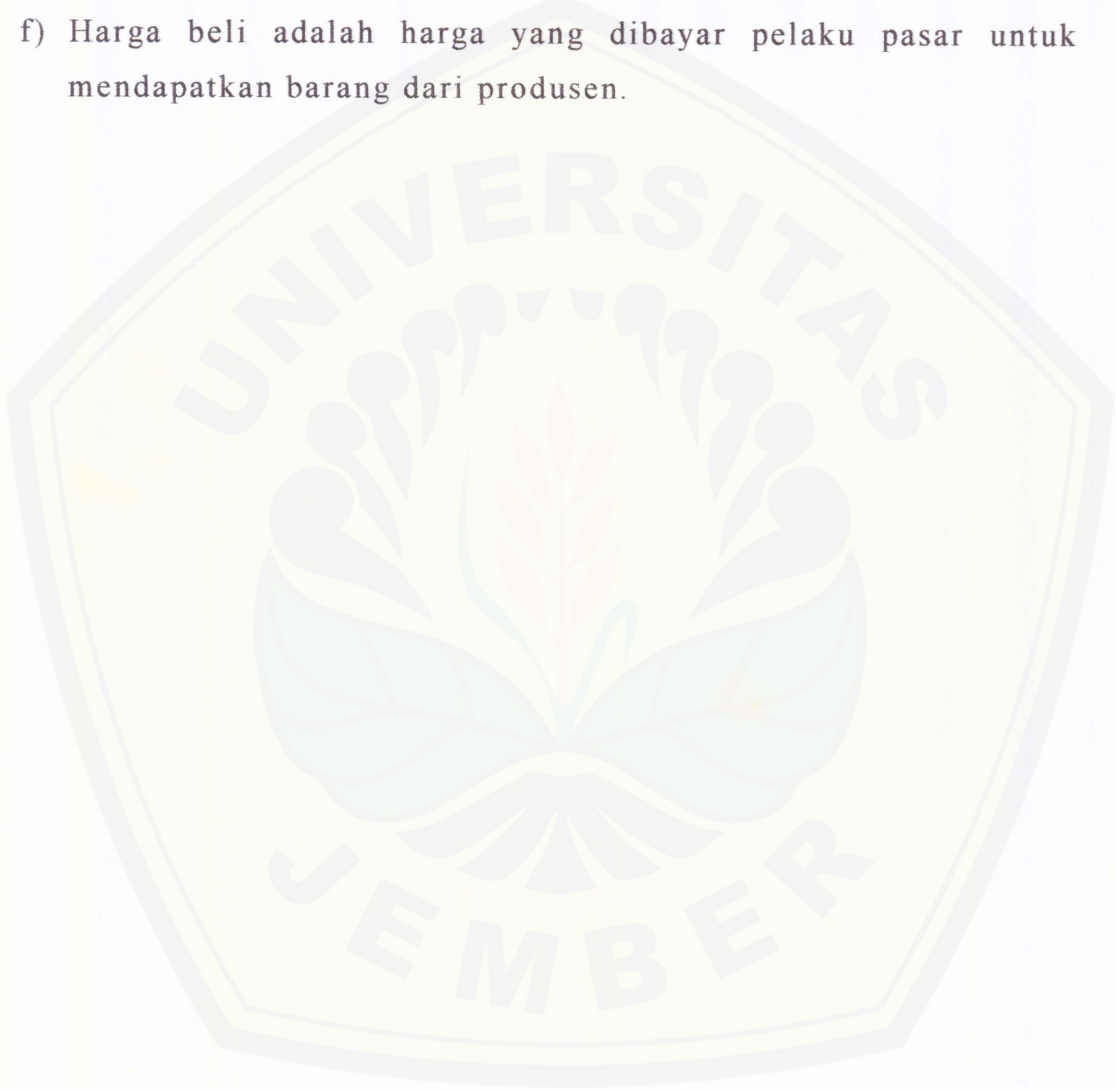 f) Harga beli adalah harga yang dibayar pelaku pasar untuk
mendapatkan barang dari produsen.
UNIVERSITAS
JEMBER